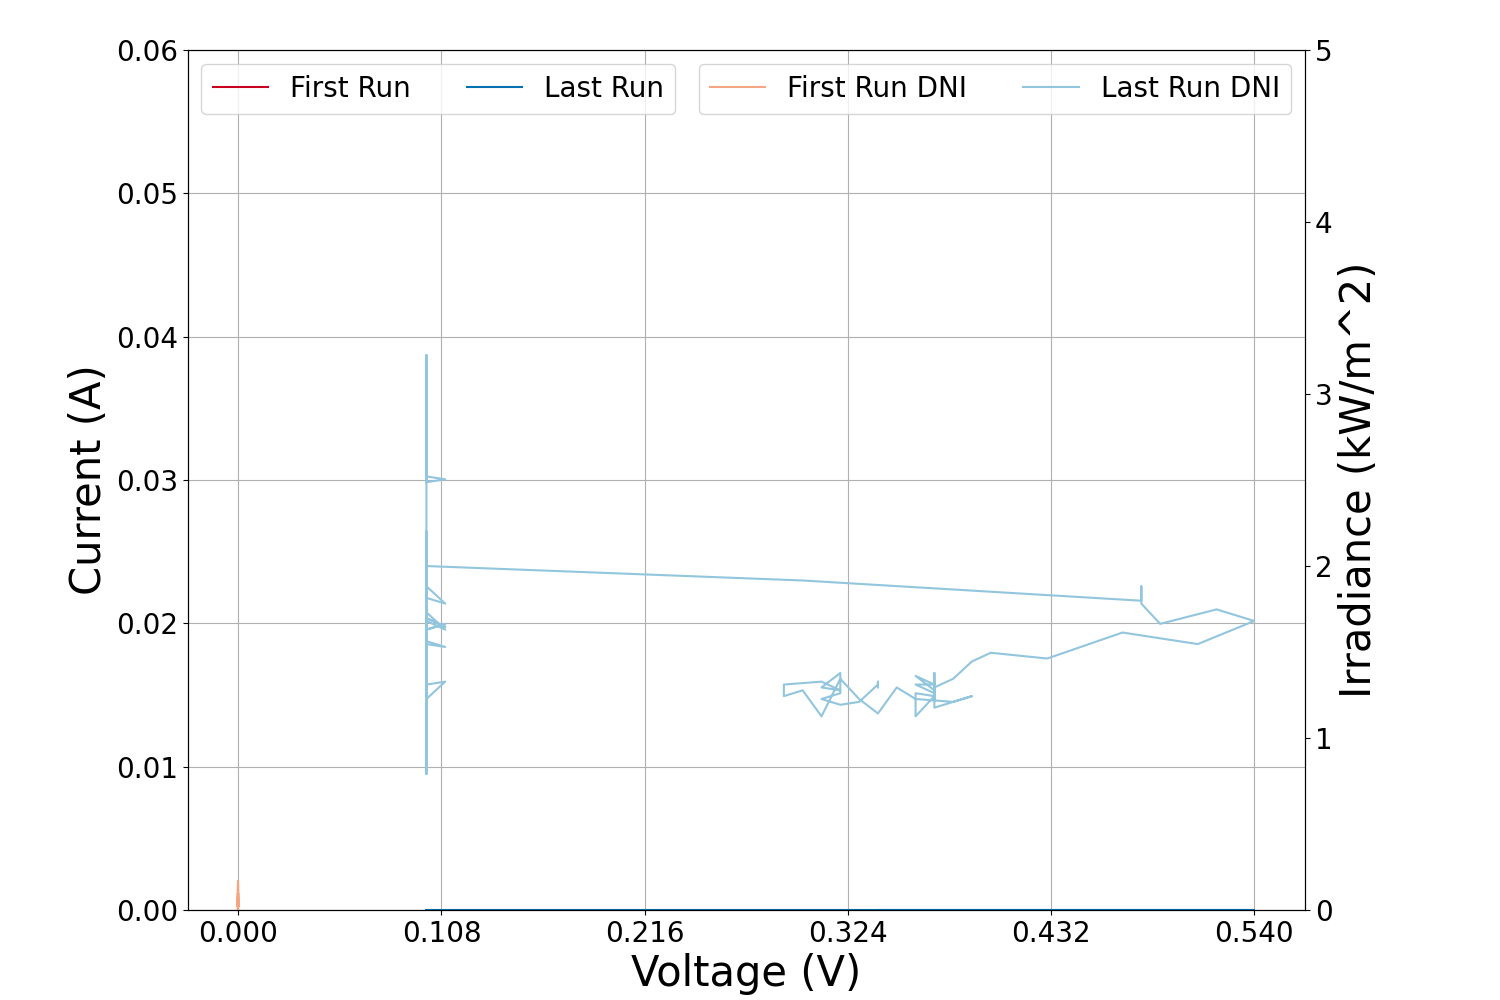 First Run
Last Run
First Run DNI
Last Run DNI
Current (A)
0.06
0.05
0.04
0.03
0.02
0.01
0.00
0.000
0.108
0.216
0.324
0.432
0.540
Voltage (V)
5
4
3
2
1
0
Irradiance (kW/m^2)